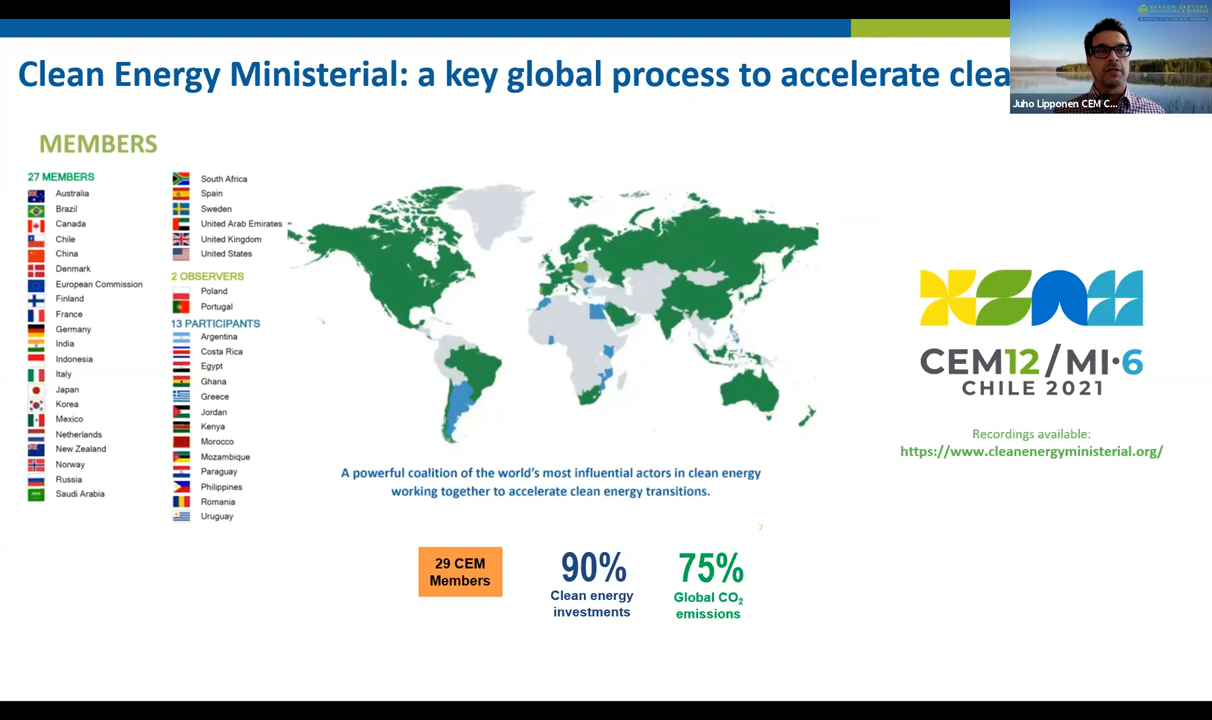 Clean Energy Ministerial: a key global process to accelerate clea
Juho Lipponen CEM C...
MEMBERS
27 MEMBERS
Australia
Brazil
Canada
Chile
China
Denmark
European Commission
Finland
France
Germany
India
Indonesia
Italy
Japan
Korea
Mexico
Netherlands
New Zealand
Norway
Russia
Saudi Arabia
South Africa
Spain
Sweden
United Arab Emirates
United Kingdom
United States
2 OBSERVERS
Poland
Portugal
13 PARTICIPANTS
Argentina
Costa Rica
Egypt
Ghana
Greece
Jordan
Kenya
Morocco
Mozambique
Paraguay
Philippines
Romania
Uruguay
A powerful coalition of the world's most influential actors in clean energy
working together to accelerate clean energy transitions.
7
CEM12/MI·6
CHILE 2021
Recordings available:
https://www.cleanenergyministerial.org/
29 CEM
Members
90%
Clean energy
investments
75%
Global CO₂
emissions